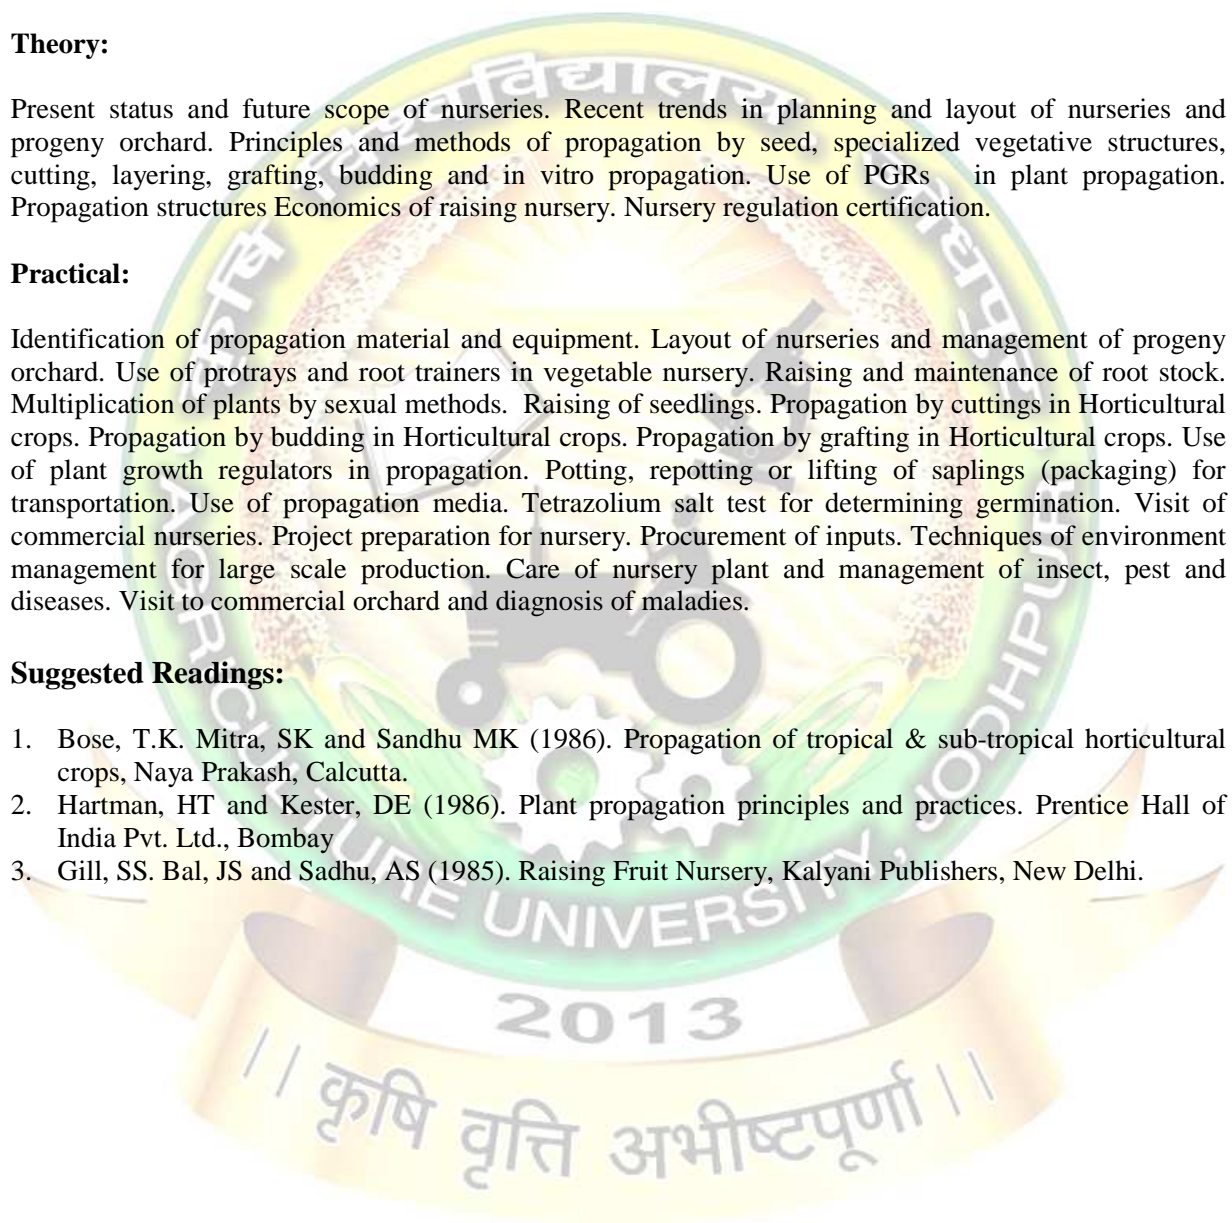 Theory:
Present status and future scope of nurseries. Recent trends in planning and layout of nurseries and
progeny orchard. Principles and methods of propagation by seed, specialized vegetative structures,
cutting, layering, grafting, budding and in vitro propagation. Use of PGRs in plant propagation.
Propagation structures Economics of raising nursery. Nursery regulation certification.
Practical:
Identification of propagation material and equipment. Layout of nurseries and management of progeny
orchard. Use of protrays and root trainers in vegetable nursery. Raising and maintenance of root stock.
Multiplication of plants by sexual methods. Raising of seedlings. Propagation by cuttings in Horticultural
crops. Propagation by budding in Horticultural crops. Propagation by grafting in Horticultural crops. Use
of plant growth regulators in propagation. Potting, repotting or lifting of saplings (packaging) for
transportation. Use of propagation media. Tetrazolium salt test for determining germination. Visit of
commercial nurseries. Project preparation for nursery. Procurement of inputs. Techniques of environment
management for large scale production. Care of nursery plant and management of insect, pest and
diseases. Visit to commercial orchard and diagnosis of maladies.
Suggested Readings:
1. Bose, T.K. Mitra, SK and Sandhu MK (1986). Propagation of tropical & sub-tropical horticultural
crops, Naya Prakash, Calcutta.
2. Hartman, HT and Kester, DE (1986). Plant propagation principles and practices. Prentice Hall of
India Pvt. Ltd., Bombay
3. Gill, SS. Bal, JS and Sadhu, AS (1985). Raising Fruit Nursery, Kalyani Publishers, New Delhi.
कृषि विश्वविद्यालय, जोधपुर
AGRICULTURE UNIVERSITY, JODHPUR
2013
|| कृषि वृत्ति अभीष्टपूर्णा ||